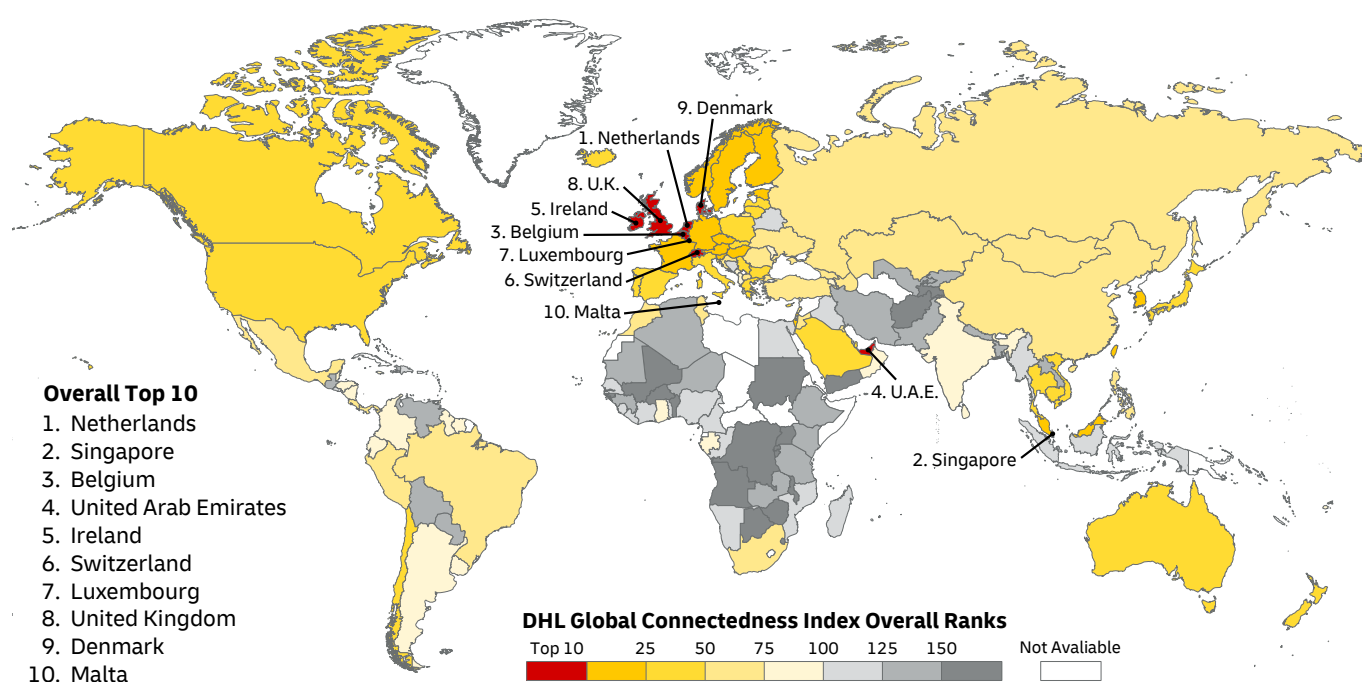 9. Denmark
1. Netherlands
8. U.K.
5. Ireland
3. Belgium
7. Luxembourg
6. Switzerland
10. Malta
4. U.A.E.
2. Singapore
Overall Top 10
1. Netherlands
2. Singapore
3. Belgium
4. United Arab Emirates
5. Ireland
6. Switzerland
7. Luxembourg
8. United Kingdom
9. Denmark
10. Malta
DHL Global Connectedness Index Overall Ranks
Top 10 25 50 75 100 125 150 Not Avaliable